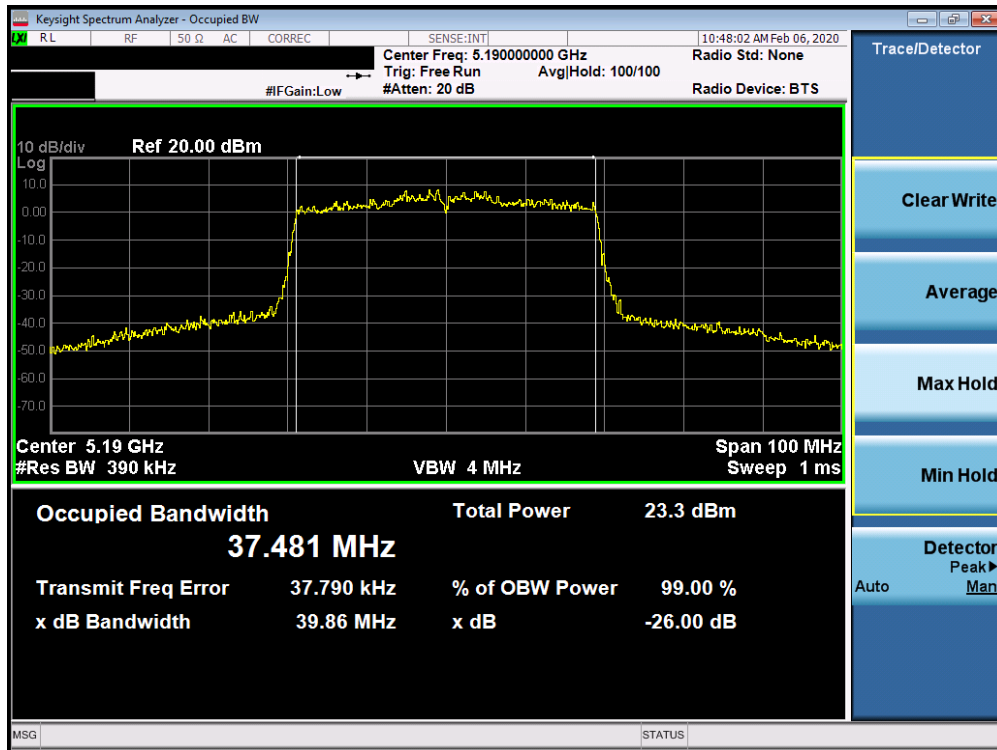 Keysight Spectrum Analyzer - Occupied BW
LXI RL RF 50 Ω AC CORREC SENSE:INT 10:48:02 AM Feb 06, 2020
Center Freq: 5.190000000 GHz Radio Std: None
Trig: Free Run Avg|Hold: 100/100
#IFGain:Low #Atten: 20 dB Radio Device: BTS
10 dB/div Ref 20.00 dBm
Log
10.0
0.00
-10.0
-20.0
-30.0
-40.0
-50.0
-60.0
-70.0
Center 5.19 GHz Span 100 MHz
#Res BW 390 kHz VBW 4 MHz Sweep 1 ms
Occupied Bandwidth Total Power 23.3 dBm
37.481 MHz
Transmit Freq Error 37.790 kHz % of OBW Power 99.00 %
x dB Bandwidth 39.86 MHz x dB -26.00 dB
MSG STATUS
Trace/Detector
Clear Write
Average
Max Hold
Min Hold
Detector
Peak▶
Auto Man